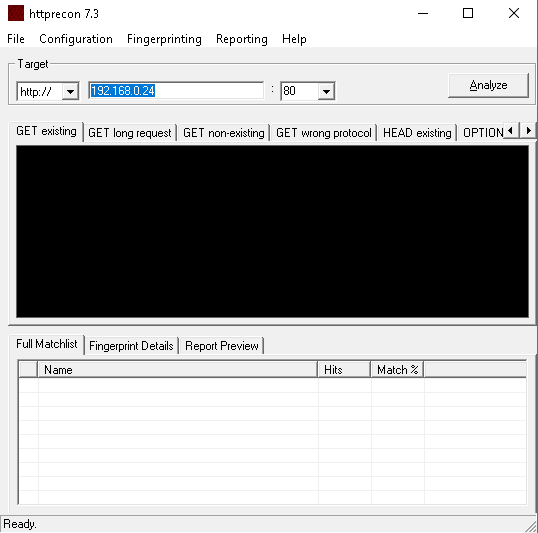 httprecon 7.3
File Configuration Fingerprinting Reporting Help
Target
http:// 192.168.0.24 : 80 Analyze
GET existing GET long request GET non-existing GET wrong protocol HEAD existing OPTION
Full Matchlist Fingerprint Details Report Preview
Name Hits Match %
Ready.